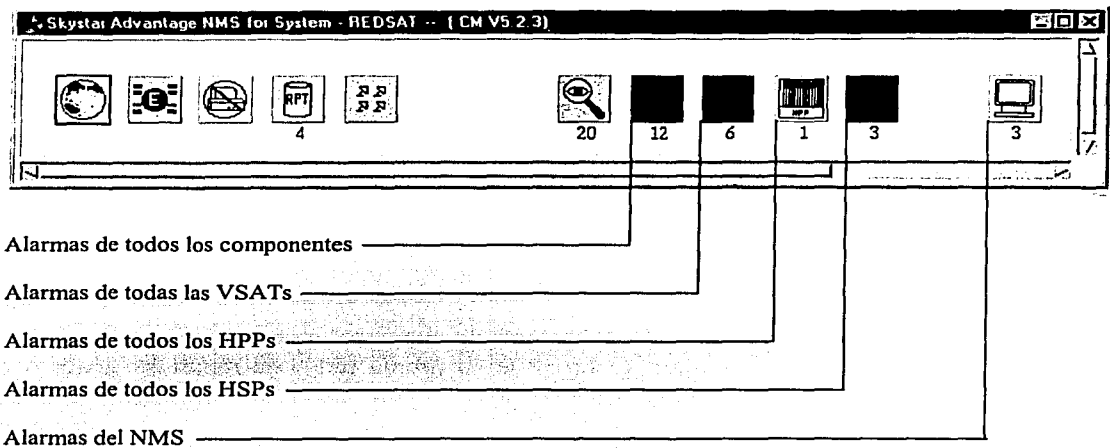 Skystar Advantage NMS for System - REDSAT -- ( CM V5.2.3)
E
RPT
HPP
4
20
12
6
1
3
3
Alarmas de todos los componentes
Alarmas de todas las VSATs
Alarmas de todos los HPPs
Alarmas de todos los HSPs
Alarmas del NMS